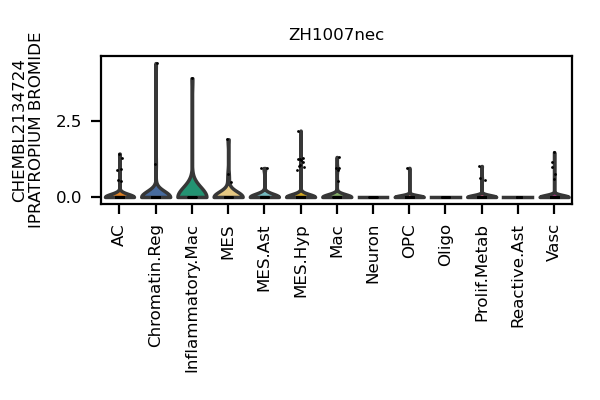 ZH1007nec
CHEMBL2134724
IPRATROPIUM BROMIDE
2.5
0.0
AC
Chromatin.Reg
Inflammatory.Mac
MES
MES.Ast
MES.Hyp
Mac
Neuron
OPC
Oligo
Prolif.Metab
Reactive.Ast
Vasc